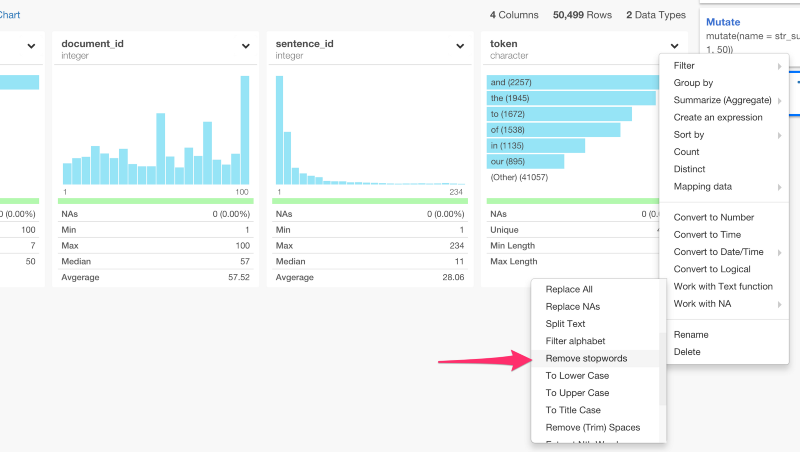 Chart
4 Columns 50,499 Rows 2 Data Types
Mutate
mutate(name = str_su
1, 50))
0 (0.00%)
100
7
50
document_id
integer
1 100
NAs 0 (0.00%)
Min 1
Max 100
Median 57
Avgerage 57.52
sentence_id
integer
1 234
NAs 0 (0.00%)
Min 1
Max 234
Median 11
Avgerage 28.06
token
character
and (2257)
the (1945)
to (1672)
of (1538)
in (1135)
our (895)
(Other) (41057)
NAs 0 (0.
Unique
Min Length
Max Length
Filter
Group by
Summarize (Aggregate)
Create an expression
Sort by
Count
Distinct
Mapping data
Convert to Number
Convert to Time
Convert to Date/Time
Convert to Logical
Work with Text function
Work with NA
Rename
Delete
Replace All
Replace NAs
Split Text
Filter alphabet
Remove stopwords
To Lower Case
To Upper Case
To Title Case
Remove (Trim) Spaces